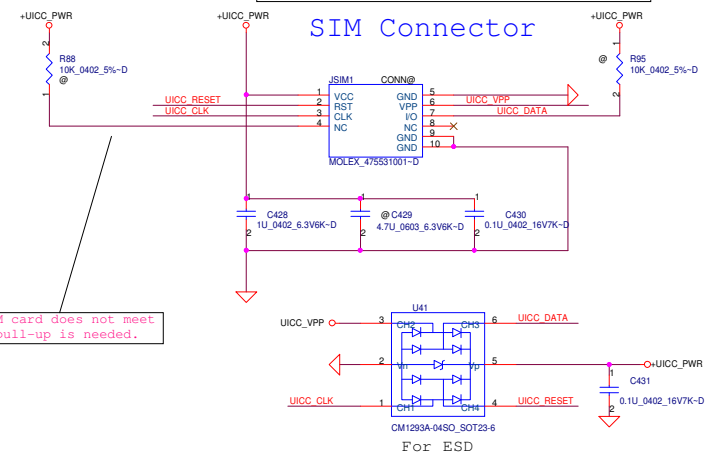 +UICC_PWR
+UICC_PWR
+UICC_PWR
SIM Connector
2
R88
10K_0402_5%~D
@
1
@
1
R95
10K_0402_5%~D
2
JSIM1 CONN@
1 VCC GND 5
UICC_RESET 2 RST VPP 6 UICC_VPP
UICC_CLK 3 CLK I/O 7 UICC_DATA
4 NC NC 8
GND 9
GND 10
MOLEX_475531001~D
1 1 1
C428 @ C429 C430
1U_0402_6.3V6K~D 4.7U_0603_6.3V6K~D 0.1U_0402_16V7K~D
2 2 2
M card does not meet
pull-up is needed.
U41
UICC_VPP 3 CH2 CH3 6 UICC_DATA
2 Vn Vp 5 +UICC_PWR
UICC_CLK 1 CH1 CH4 4 UICC_RESET
1
C431
0.1U_0402_16V7K~D
2
CM1293A-04SO_SOT23-6
For ESD